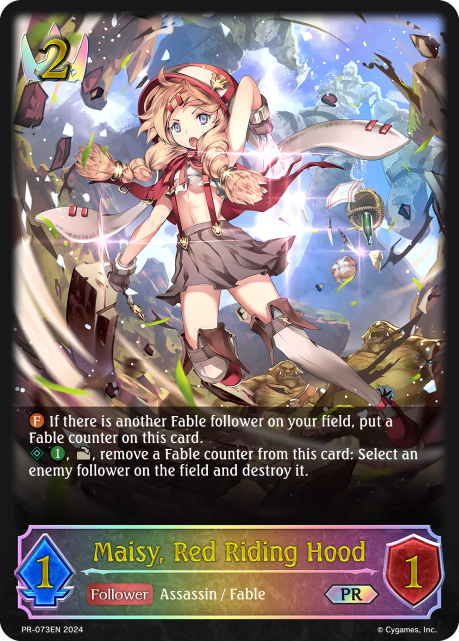 2
F If there is another Fable follower on your field, put a
Fable counter on this card.
1, , remove a Fable counter from this card: Select an
enemy follower on the field and destroy it.
Maisy, Red Riding Hood
1
Follower Assassin / Fable PR
1
PR-073EN 2024 © Cygames, Inc.